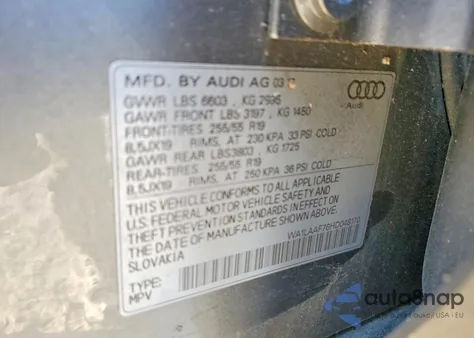 MFD. BY AUDI AG 03
Audi
GVWR LBS 6603 , KG 2995
GAWR FRONT LBS 3197 , KG 1450
FRONT-TIRES 255/55 R19
8.5JX19 RIMS, AT 230 KPA 33 PSI COLD
GAWR REAR LBS3803 , KG 1725
REAR-TIRES 255/55 R19
8.5JX19 RIMS, AT 250 KPA 36 PSI COLD
THIS VEHICLE CONFORMS TO ALL APPLICABLE
U.S. FEDERAL MOTOR VEHICLE SAFETY AND
THEFT PREVENTION STANDARDS IN EFFECT ON
THE DATE OF MANUFACTURE SHOWN ABOVE.
SLOVAKIA
WA1LAAF76HD048170
TYPE:
MPV
autoBnap